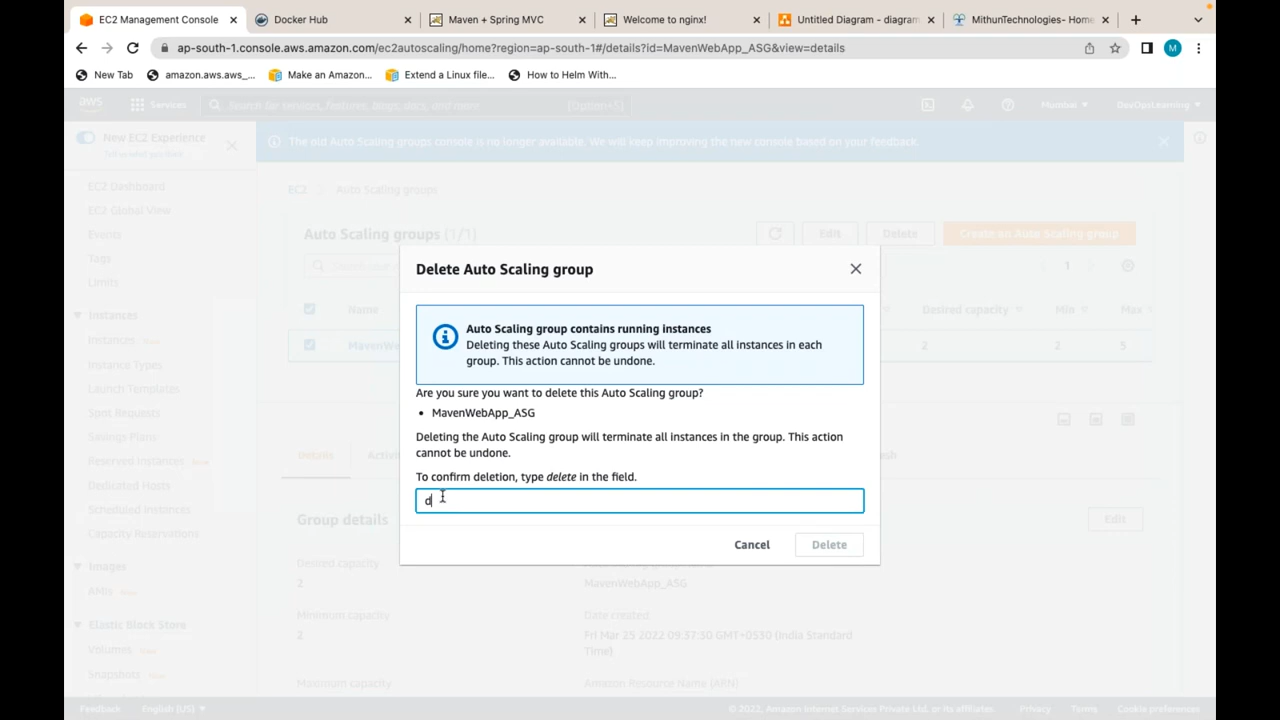 EC2 Management Console
Docker Hub
Maven + Spring MVC
Welcome to nginx!
Untitled Diagram - diagram
MithunTechnologies- Home
ap-south-1.console.aws.amazon.com/ec2autoscaling/home?region=ap-south-1#/details?id=MavenWebApp_ASG&view=details
M
New Tab
amazon.aws.aws_...
Make an Amazon...
Extend a Linux file...
How to Helm With...
aws
Services
Search for services, features, blogs, docs, and more
[Option+S]
Mumbai
DevOpsLearning
New EC2 Experience
Tell us what you think
The old Auto Scaling groups console is no longer available. We will keep improving the new console based on your feedback.
EC2 Dashboard
EC2 Global View
Events
Tags
Limits
Instances
Instances New
Instance Types
Launch Templates
Spot Requests
Savings Plans
Reserved Instances New
Dedicated Hosts
Scheduled Instances
Capacity Reservations
Images
AMIs New
Elastic Block Store
Volumes New
Snapshots New
EC2
Auto Scaling groups
Auto Scaling groups (1/1)
Edit
Delete
Create an Auto Scaling group
1
Name
Desired capacity
Min
Max
MavenWe
2
2
5
Delete Auto Scaling group
Auto Scaling group contains running instances
Deleting these Auto Scaling groups will terminate all instances in each
group. This action cannot be undone.
Are you sure you want to delete this Auto Scaling group?
• MavenWebApp_ASG
Deleting the Auto Scaling group will terminate all instances in the group. This action
cannot be undone.
To confirm deletion, type delete in the field.
d
Cancel
Delete
Details
Activi
Group details
Edit
Desired capacity
2
MavenWebApp_ASG
Minimum capacity
2
Date created
Fri Mar 25 2022 09:37:30 GMT+0530 (India Standard
Time)
Maximum capacity
Amazon Resource Name (ARN)
Feedback
English (US)
© 2022, Amazon Internet Services Private Ltd. or its affiliates.
Privacy
Terms
Cookie preferences